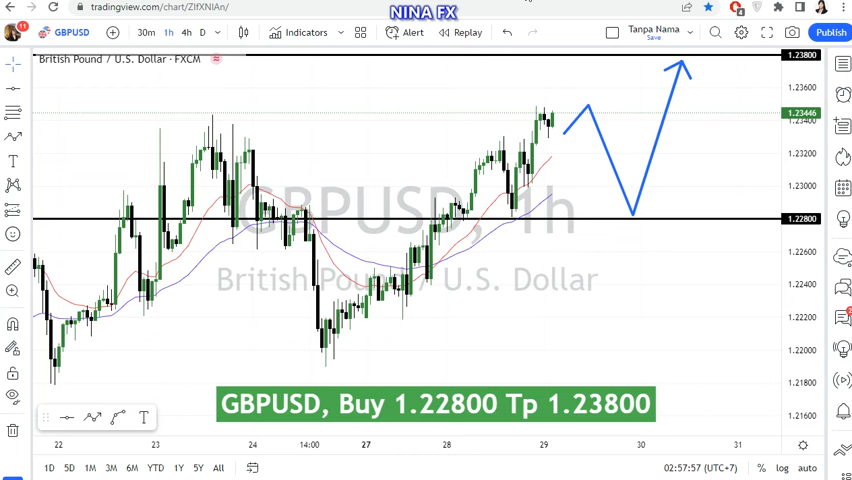 NINA FX
tradingview.com/chart/ZIfXNIAn/
11
GBPUSD
30m 1h 4h D
Indicators
Alert
Replay
Tanpa Nama
Save
Publish
British Pound / U.S. Dollar · FXCM
1.23800
1.23600
1.23446
1.23400
1.23200
1.23000
1.22800
1.22600
1.22400
1.22200
1.22000
1.21800
1.21600
GBPUSD, 1h
British Pound / U.S. Dollar
GBPUSD, Buy 1.22800 Tp 1.23800
22 23 24 14:00 27 28 29 30 31
1D 5D 1M 3M 6M YTD 1Y 5Y All
02:57:57 (UTC+7)
% log auto